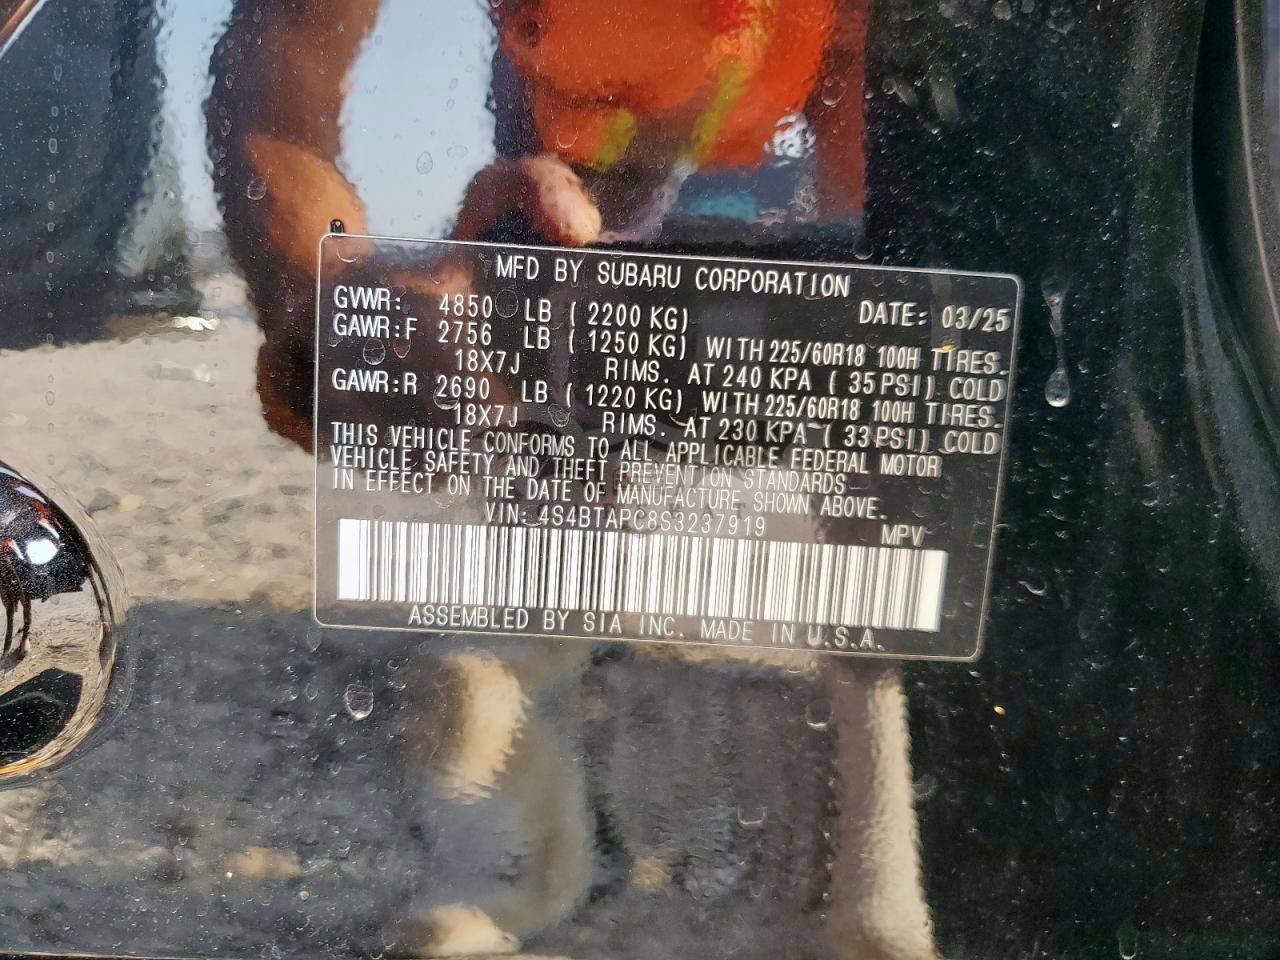 MFD BY SUBARU CORPORATION
DATE: 03/25
GVWR: 4850 LB ( 2200 KG)
GAWR:F 2756 LB ( 1250 KG) WITH 225/60R18 100H TIRES.
18X7J RIMS. AT 240 KPA ( 35 PSI) COLD
GAWR:R 2690 LB ( 1220 KG) WITH 225/60R18 100H TIRES.
18X7J RIMS. AT 230 KPA ( 33 PSI) COLD
THIS VEHICLE CONFORMS TO ALL APPLICABLE FEDERAL MOTOR
VEHICLE SAFETY AND THEFT PREVENTION STANDARDS
IN EFFECT ON THE DATE OF MANUFACTURE SHOWN ABOVE.
VIN: 4S4BTAPC8S3237919 MPV
ASSEMBLED BY SIA INC. MADE IN U.S.A.